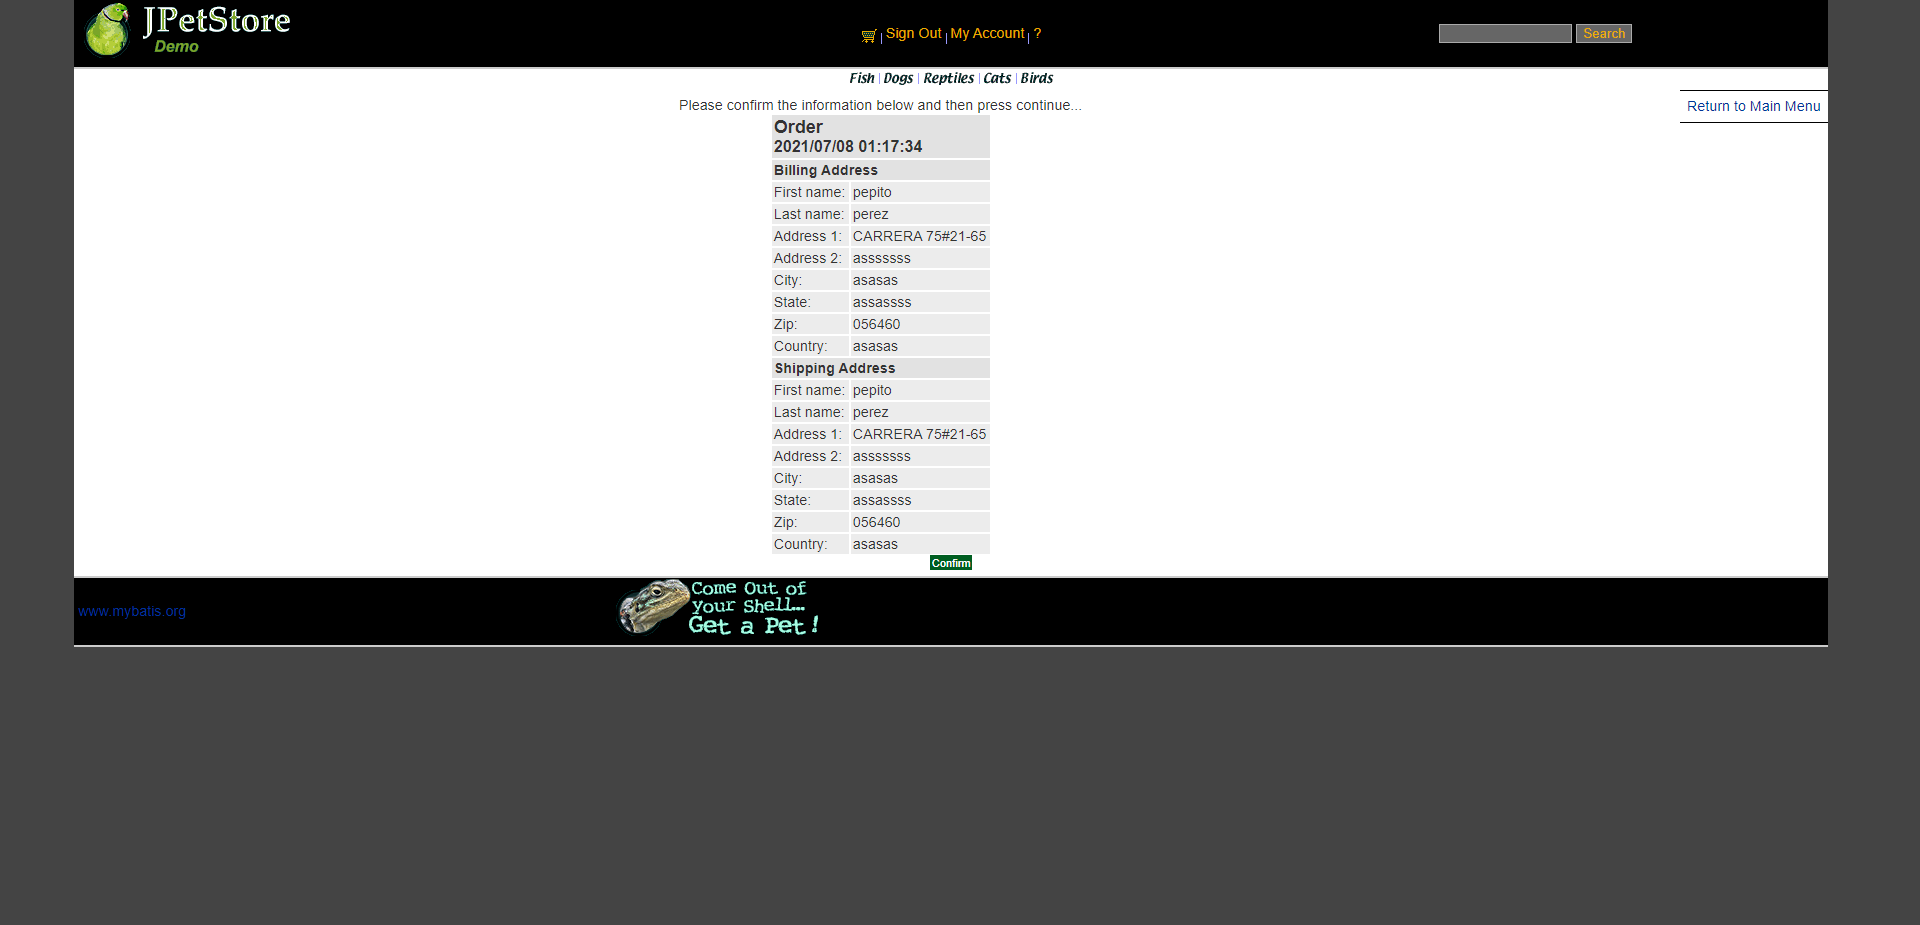 JPetStore
Demo
Sign Out My Account ?
Search
Fish Dogs Reptiles Cats Birds
Please confirm the information below and then press continue...
Return to Main Menu
Order
2021/07/08 01:17:34
Billing Address
First name: pepito
Last name: perez
Address 1: CARRERA 75#21-65
Address 2: asssssss
City: asasas
State: assassss
Zip: 056460
Country: asasas
Shipping Address
First name: pepito
Last name: perez
Address 1: CARRERA 75#21-65
Address 2: asssssss
City: asasas
State: assassss
Zip: 056460
Country: asasas
Confirm
www.mybatis.org
Come Out of
your Shell...
Get a Pet!